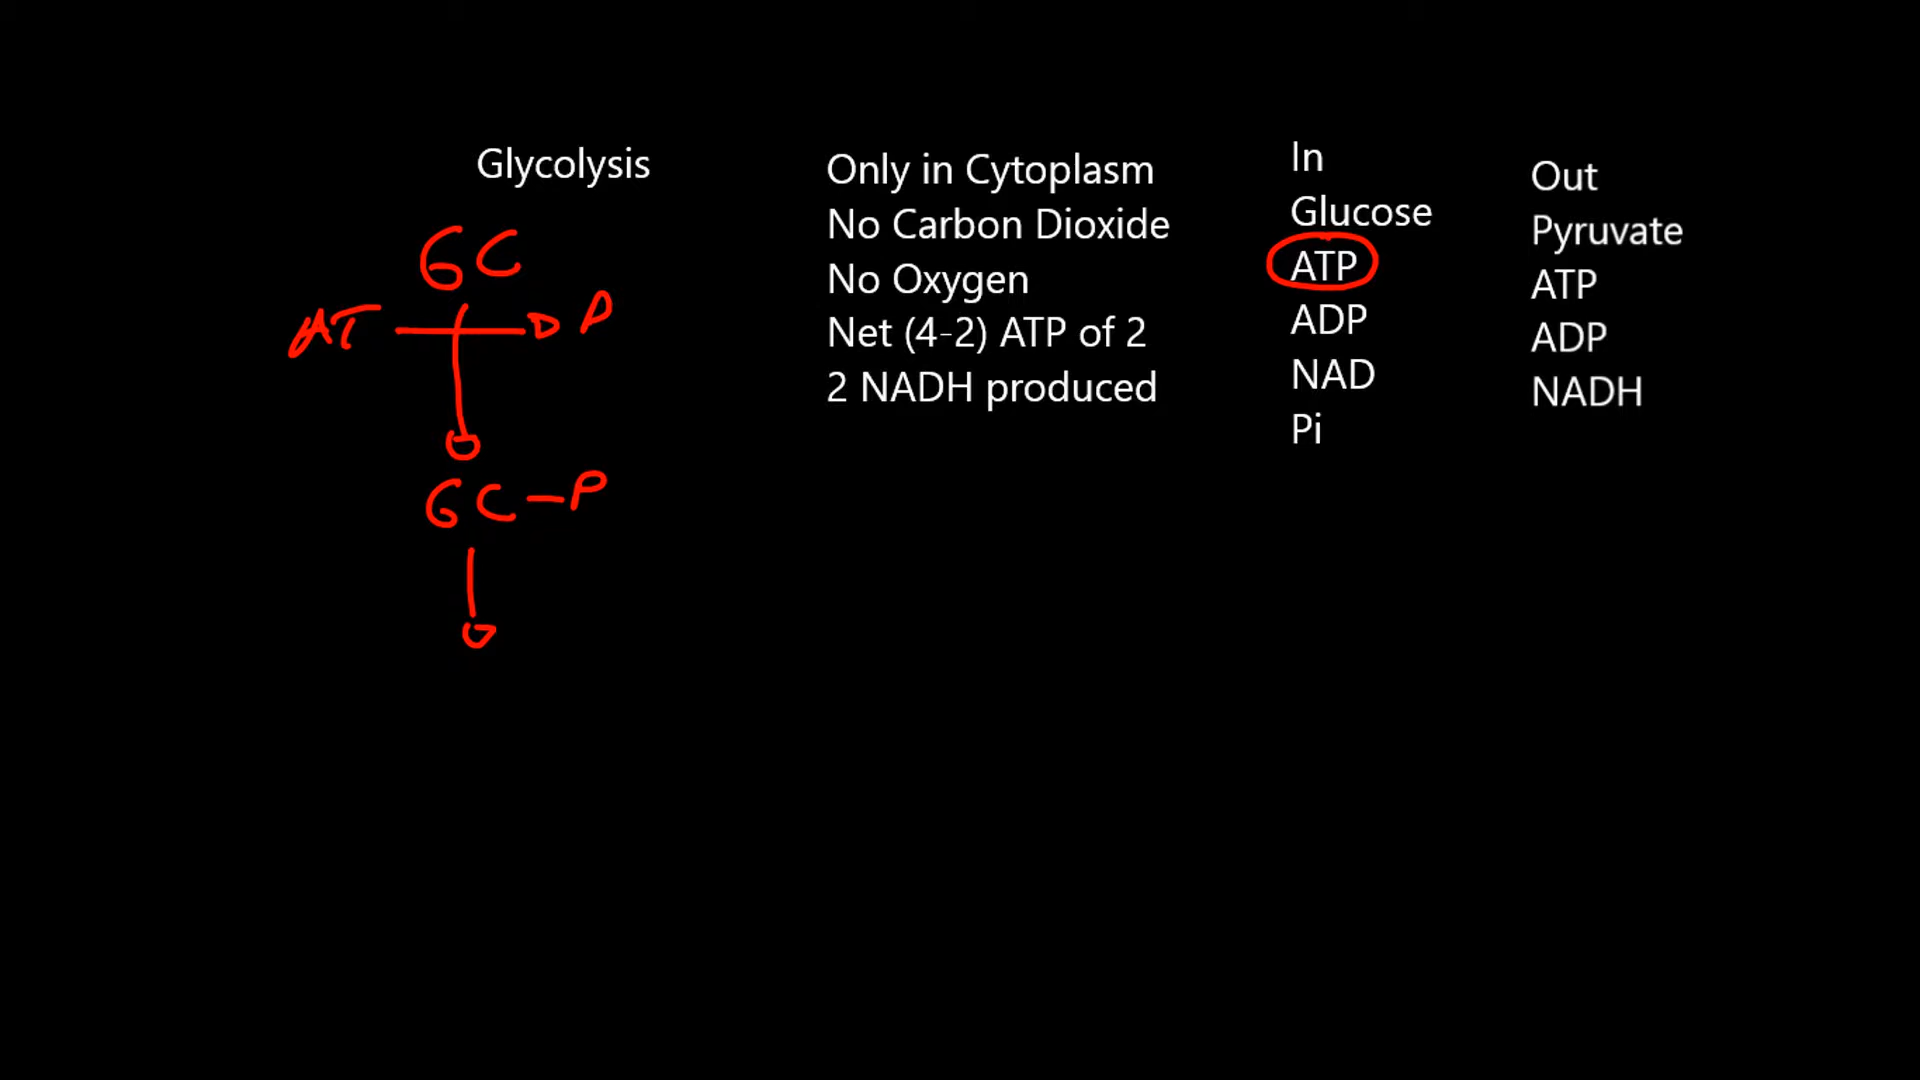 Glycolysis
6C
AT DP
6C-P
Only in Cytoplasm
No Carbon Dioxide
No Oxygen
Net (4-2) ATP of 2
2 NADH produced
In
Glucose
ATP
ADP
NAD
Pi
Out
Pyruvate
ATP
ADP
NADH